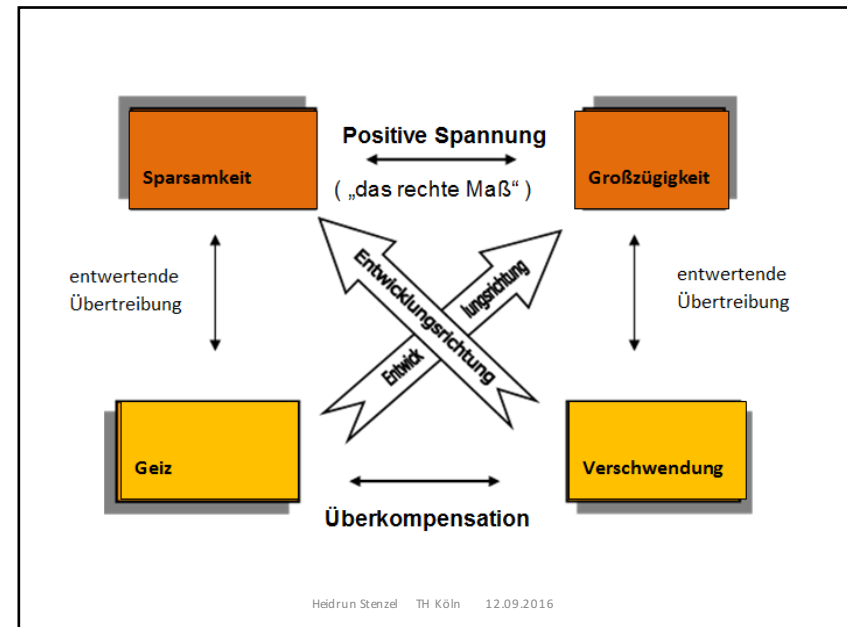 Positive Spannung
Sparsamkeit
Großzügigkeit
( „das rechte Maß“ )
entwertende
Übertreibung
Entwicklungsrichtung
Entwick lungsrichtung
entwertende
Übertreibung
Geiz
Verschwendung
Überkompensation
Heidrun Stenzel TH Köln 12.09.2016